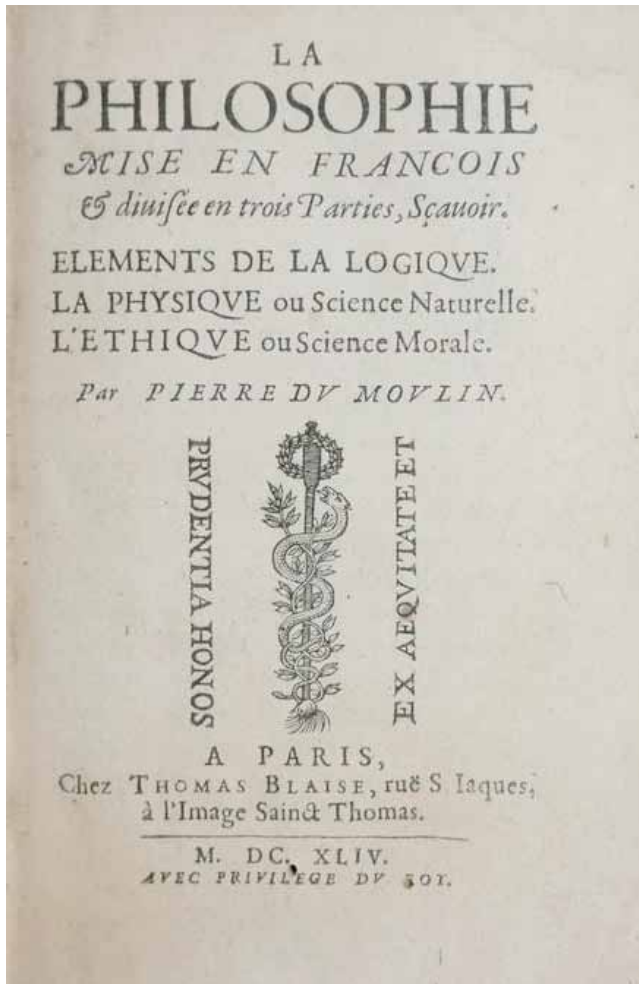 LA
PHILOSOPHIE
MISE EN FRANCOIS
& diuisée en trois Parties, Sçauoir.
ELEMENTS DE LA LOGIQVE.
LA PHYSIQVE ou Science Naturelle.
L'ETHIQVE ou Science Morale.
Par PIERRE DV MOVLIN.
EX AEQVITATE ET
PRVDENTIA HONOS
A PARIS,
Chez THOMAS BLAISE, ruë S Iaques,
à l'Image Sainct Thomas.
M. DC. XLIV.
AVEC PRIVILEGE DV ROY.